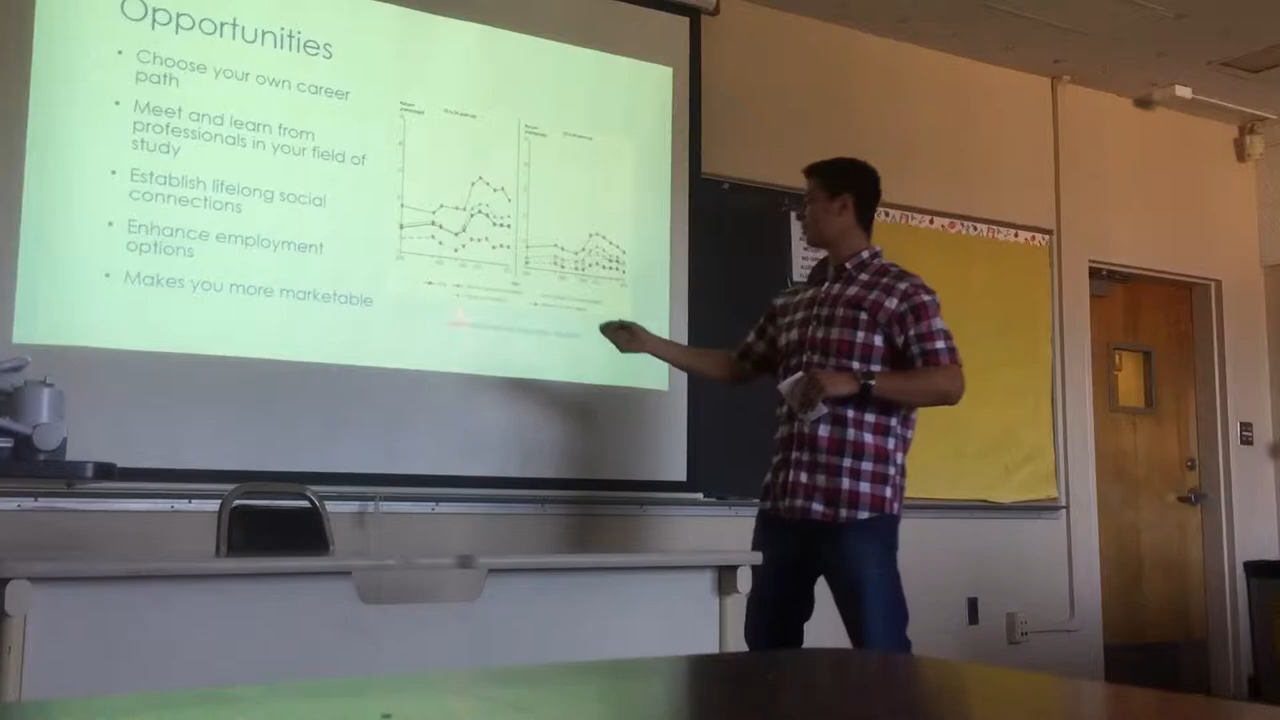 Opportunities
• Choose your own career
path
• Meet and learn from
professionals in your field of
study
• Establish lifelong social
connections
• Enhance employment
options
• Makes you more marketable